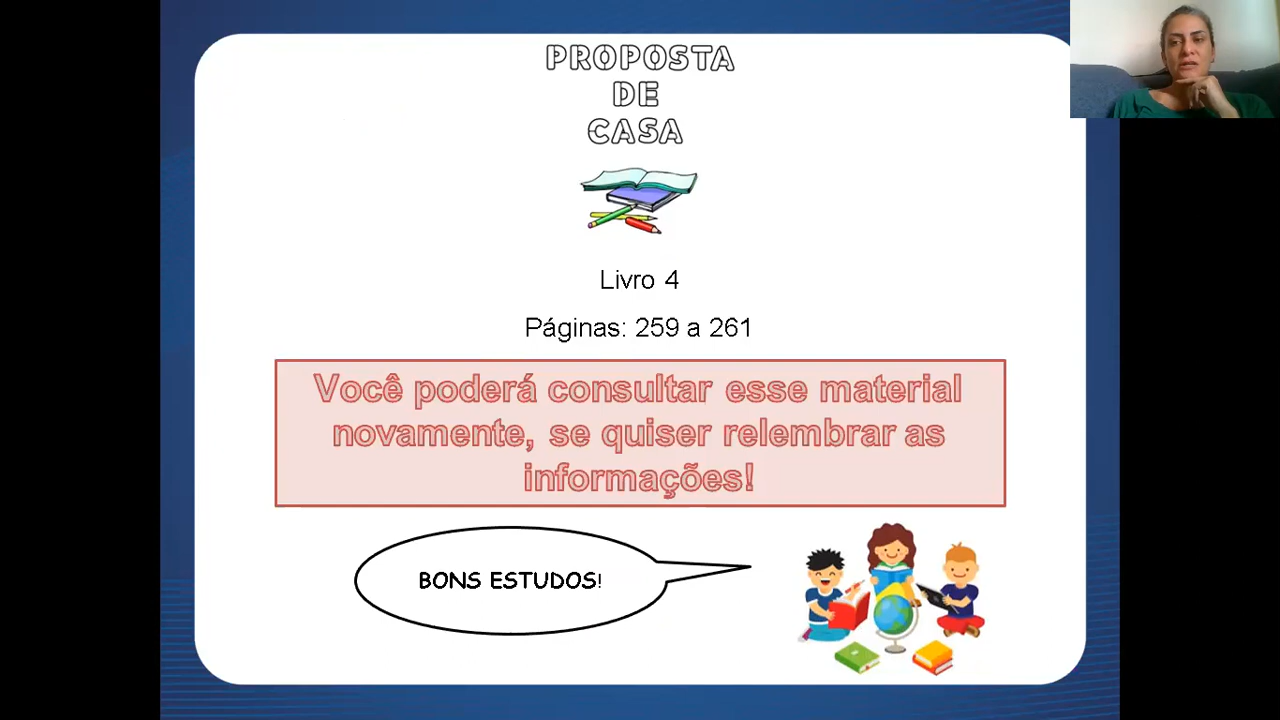 PROPOSTA
DE
CASA
Livro 4
Páginas: 259 a 261
Você poderá consultar esse material
novamente, se quiser relembrar as
informações!
BONS ESTUDOS!